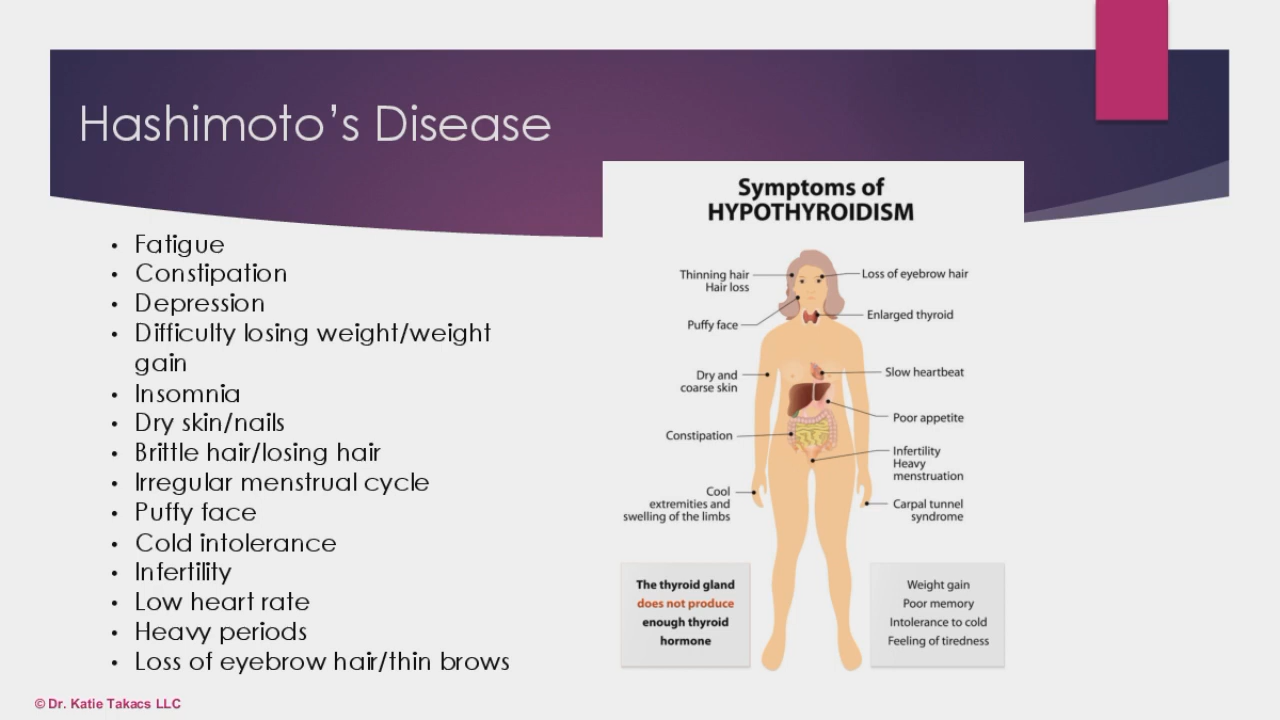 Hashimoto’s Disease
• Fatigue
• Constipation
• Depression
• Difficulty losing weight/weight
gain
• Insomnia
• Dry skin/nails
• Brittle hair/losing hair
• Irregular menstrual cycle
• Puffy face
• Cold intolerance
• Infertility
• Low heart rate
• Heavy periods
• Loss of eyebrow hair/thin brows
Symptoms of
HYPOTHYROIDISM
Thinning hair
Hair loss
Puffy face
Dry and
coarse skin
Constipation
Cool
extremities and
swelling of the limbs
Loss of eyebrow hair
Enlarged thyroid
Slow heartbeat
Poor appetite
Infertility
Heavy
menstruation
Carpal tunnel
syndrome
The thyroid gland
does not produce
enough thyroid
hormone
Weight gain
Poor memory
Intolerance to cold
Feeling of tiredness
© Dr. Katie Takacs LLC